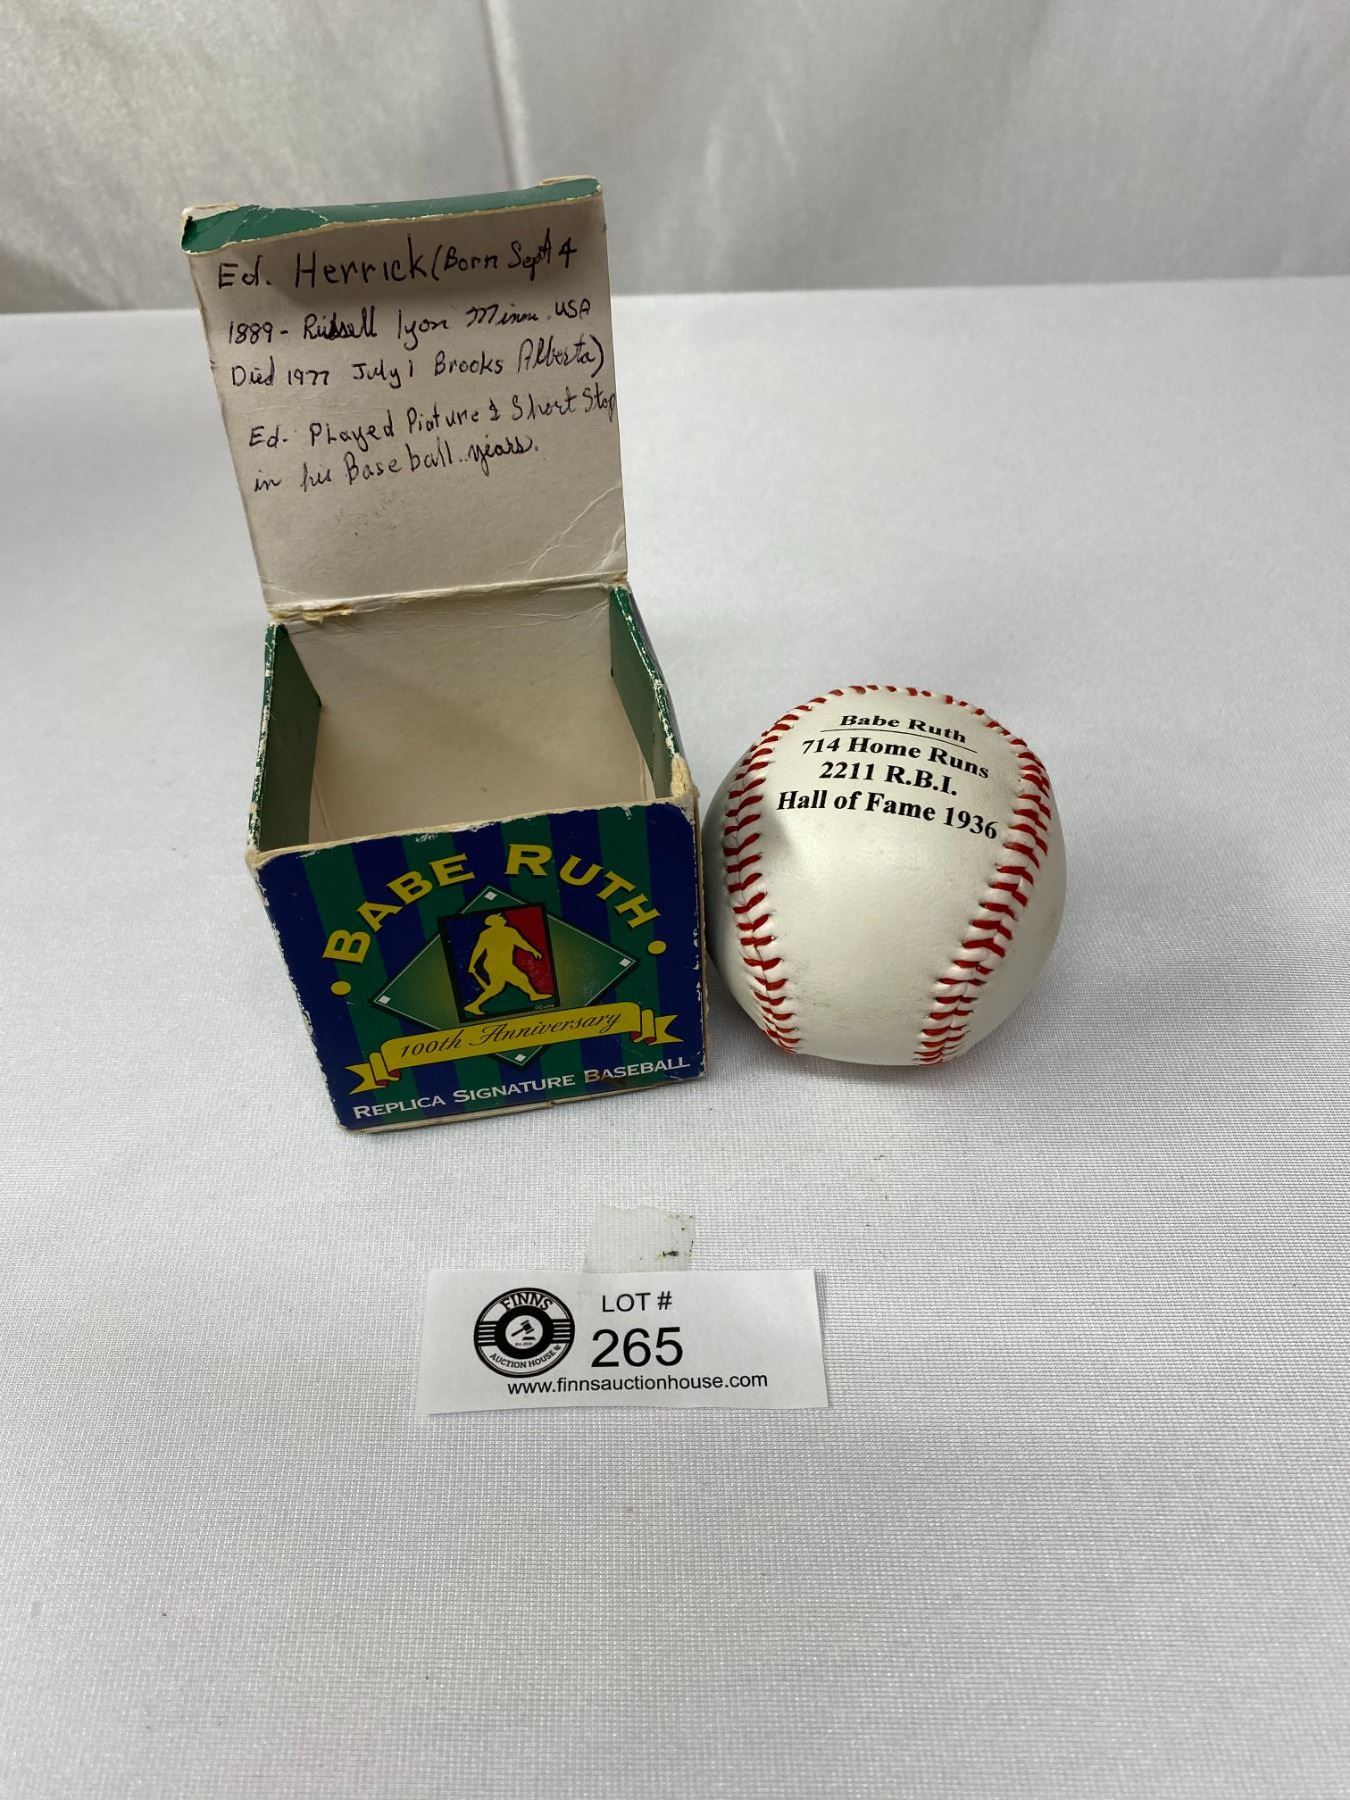 Ed. Herrick (Born Sept 4
1889 - Russell lyon Minn. USA
Died 1977 July 1 Brooks Alberta)
Ed. Played Piature & Short Stop
in his Baseball.. years.
BABE RUTH
100th Anniversary
REPLICA SIGNATURE BASEBALL
Babe Ruth
714 Home Runs
2211 R.B.I.
Hall of Fame 1936
FINNS
AUCTION HOUSE
LOT #
265
www.finnsauctionhouse.com